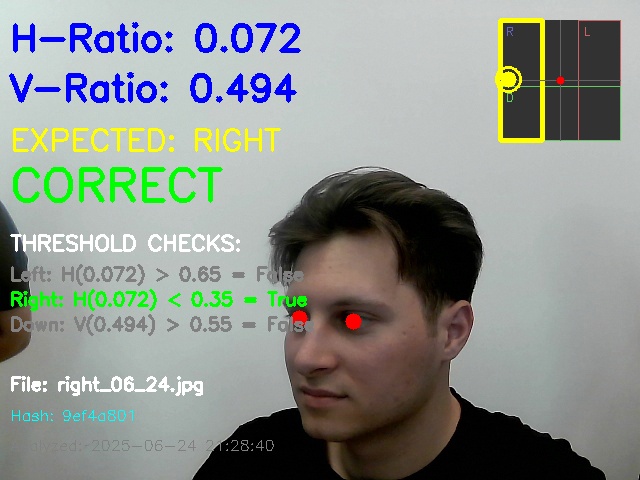 H-Ratio: 0.072
V-Ratio: 0.494
EXPECTED: RIGHT
CORRECT
THRESHOLD CHECKS:
Left: H(0.072) > 0.65 = False
Right: H(0.072) < 0.35 = True
Down: V(0.494) > 0.55 = False
File: right_06_24.jpg
Hash: 9ef4a801
2025-06-24 21:28:40
R
L
D